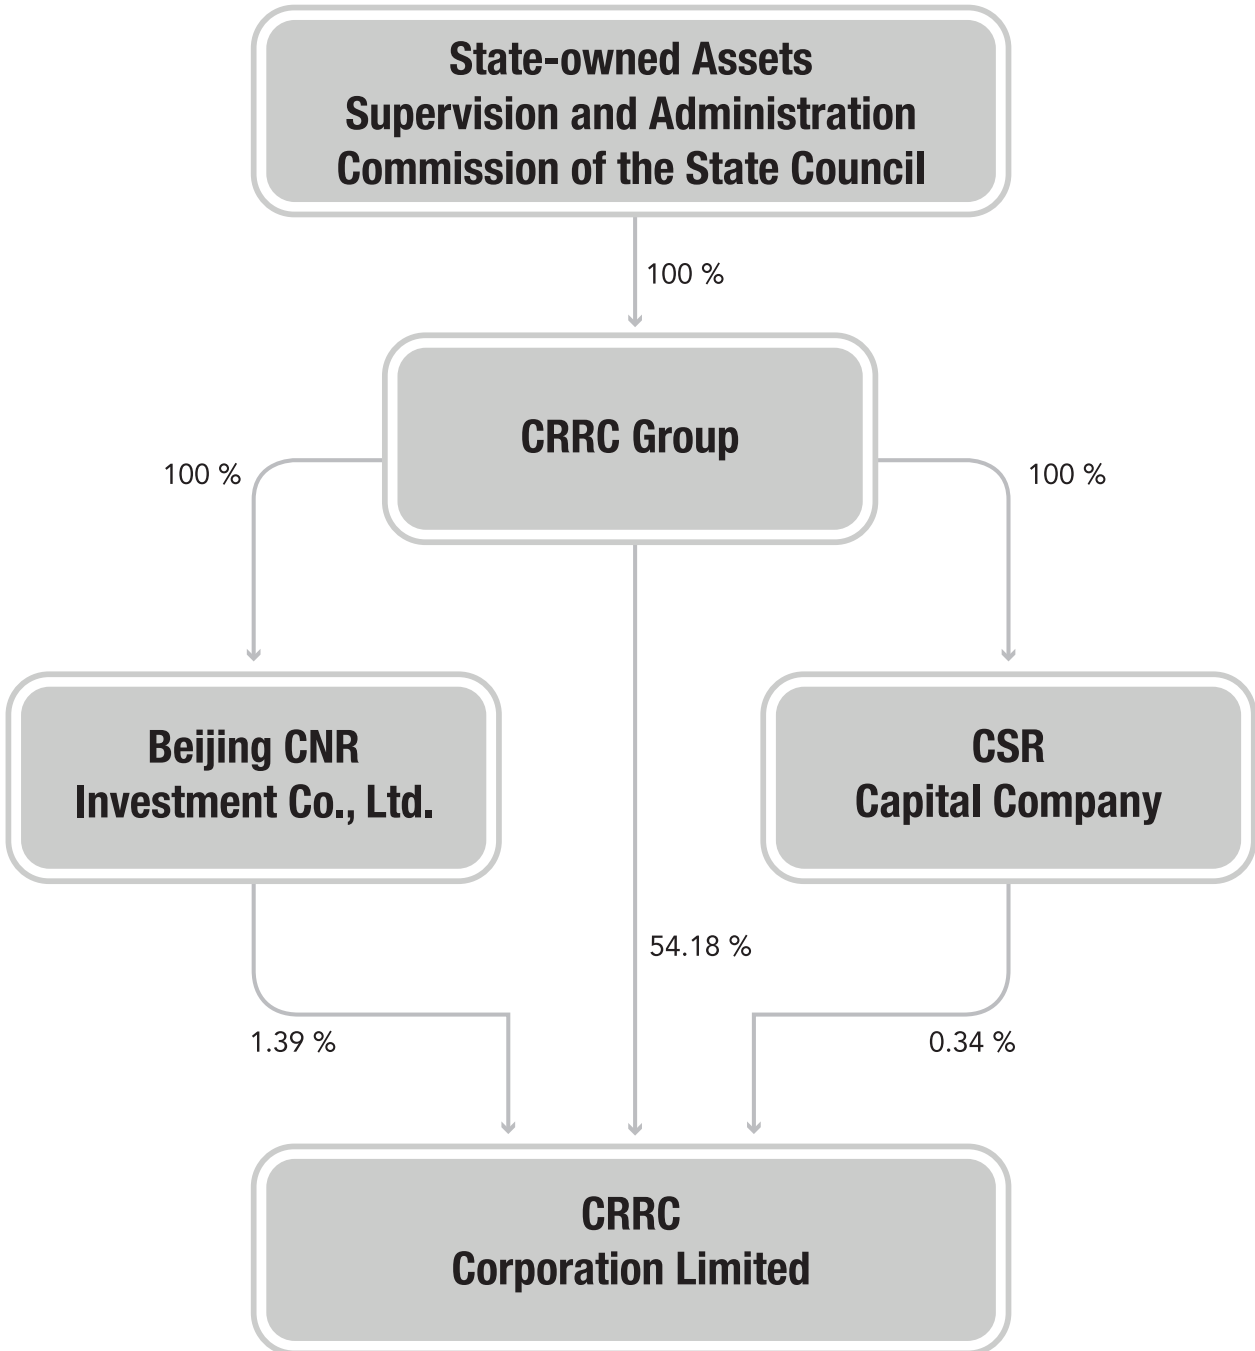 State-owned Assets
Supervision and Administration
Commission of the State Council
100 %
CRRC Group
100 %
100 %
Beijing CNR
Investment Co., Ltd.
CSR
Capital Company
54.18 %
1.39 %
0.34 %
CRRC
Corporation Limited